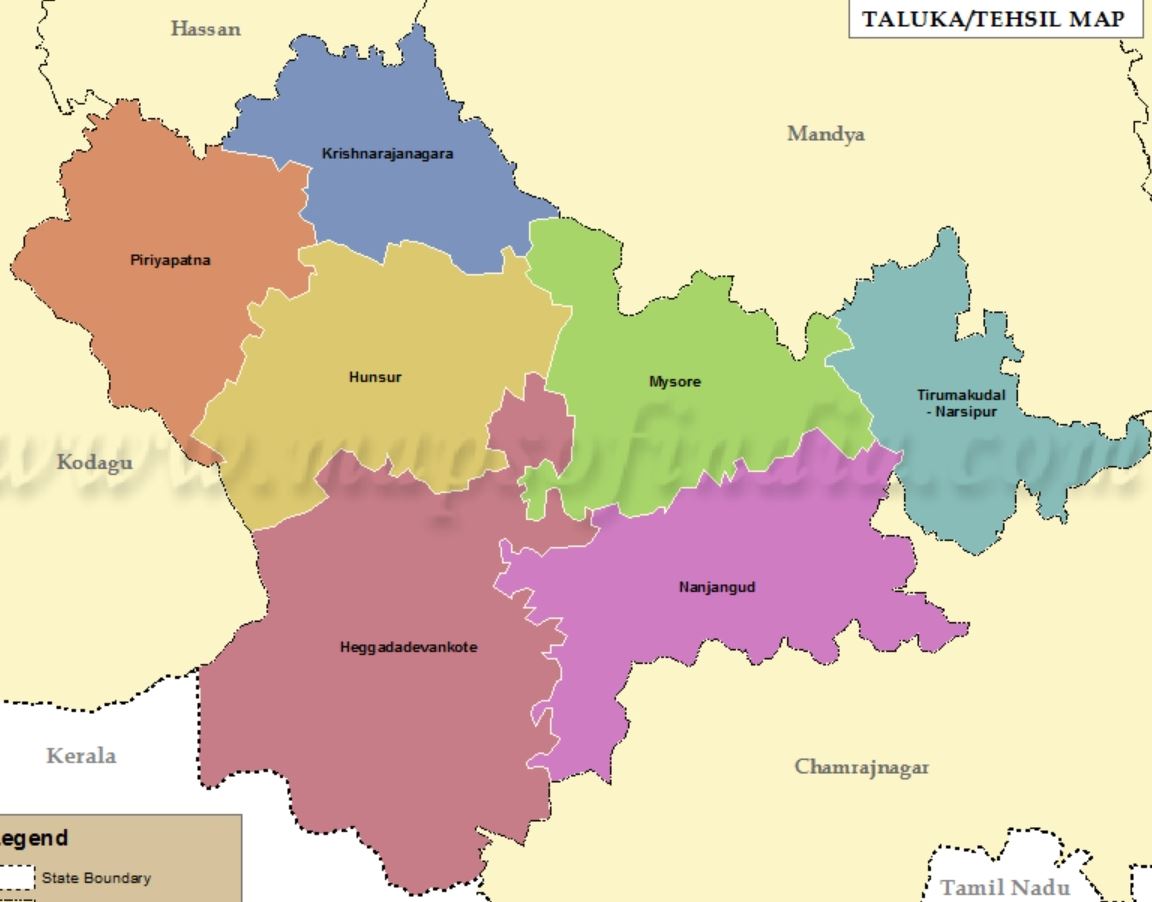 TALUKA/TEHSIL MAP
Hassan
Mandya
Krishnarajanagara
Piriyapatna
Hunsur
Mysore
Tirumakudal
- Narsipur
Kodagu
www.mapsofindia.com
Nanjangud
Heggadadevankote
Kerala
Chamrajnagar
egend
State Boundary
Tamil Nadu